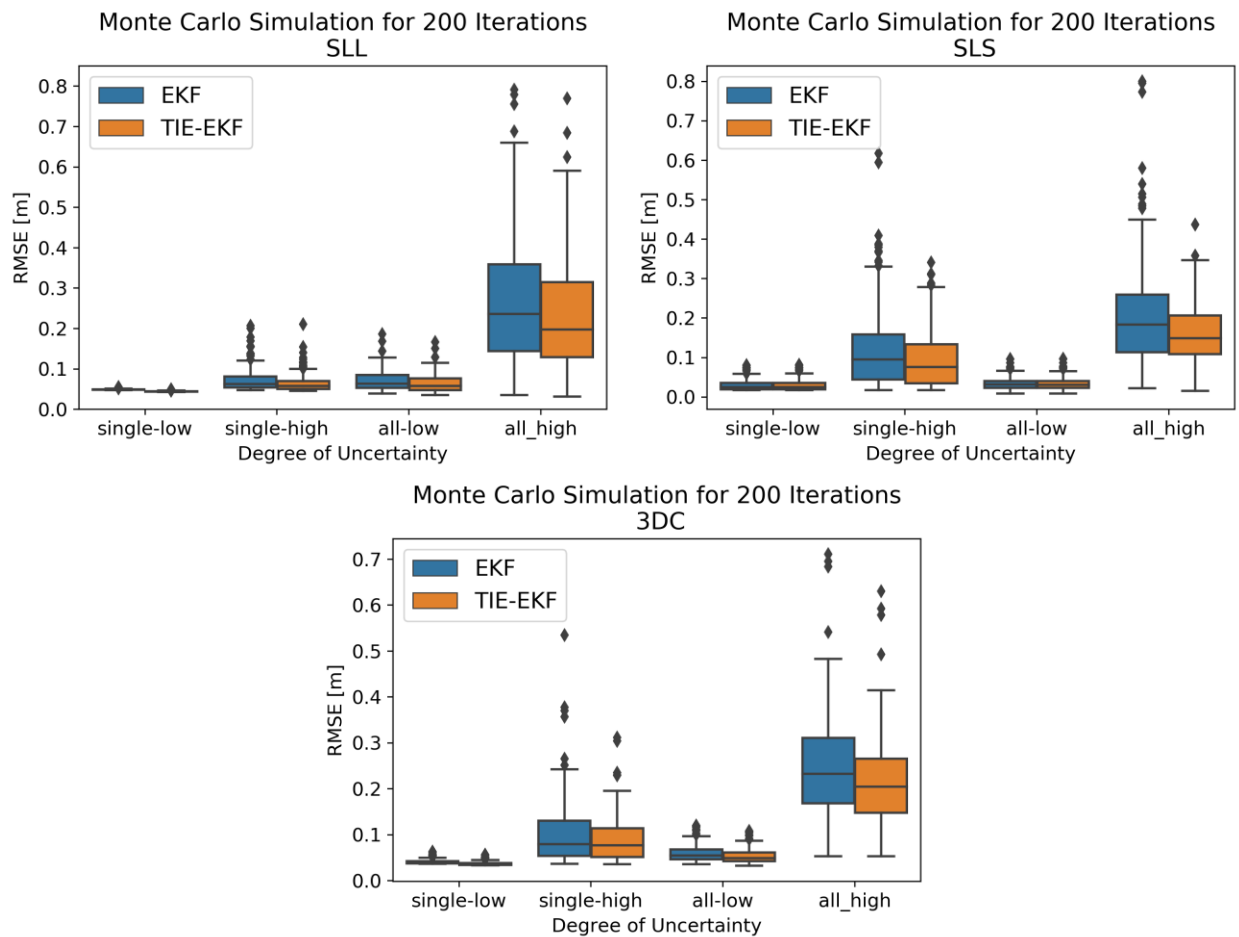 Monte Carlo Simulation for 200 Iterations
SLL
EKF
TIE-EKF
RMSE [m]
0.8
0.7
0.6
0.5
0.4
0.3
0.2
0.1
0.0
single-low single-high all-low all_high
Degree of Uncertainty
Monte Carlo Simulation for 200 Iterations
SLS
EKF
TIE-EKF
RMSE [m]
0.8
0.7
0.6
0.5
0.4
0.3
0.2
0.1
0.0
single-low single-high all-low all_high
Degree of Uncertainty
Monte Carlo Simulation for 200 Iterations
3DC
EKF
TIE-EKF
RMSE [m]
0.7
0.6
0.5
0.4
0.3
0.2
0.1
0.0
single-low single-high all-low all_high
Degree of Uncertainty